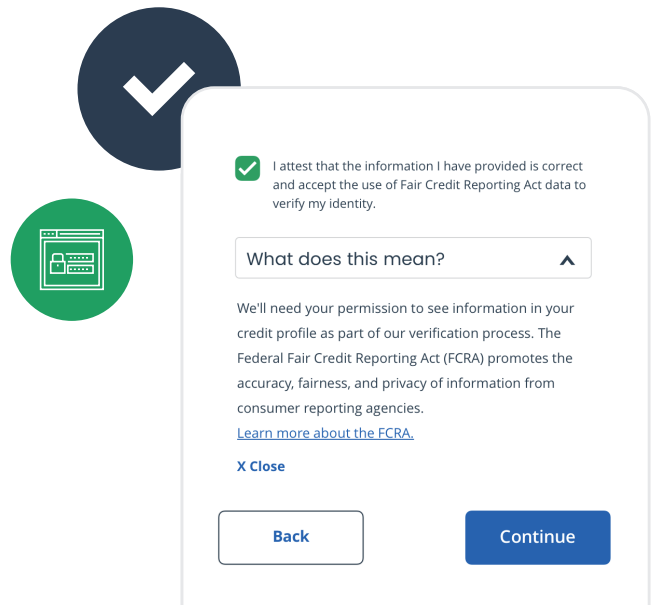 I attest that the information I have provided is correct
and accept the use of Fair Credit Reporting Act data to
verify my identity.
What does this mean?
We'll need your permission to see information in your
credit profile as part of our verification process. The
Federal Fair Credit Reporting Act (FCRA) promotes the
accuracy, fairness, and privacy of information from
consumer reporting agencies.
Learn more about the FCRA.
X Close
Back
Continue